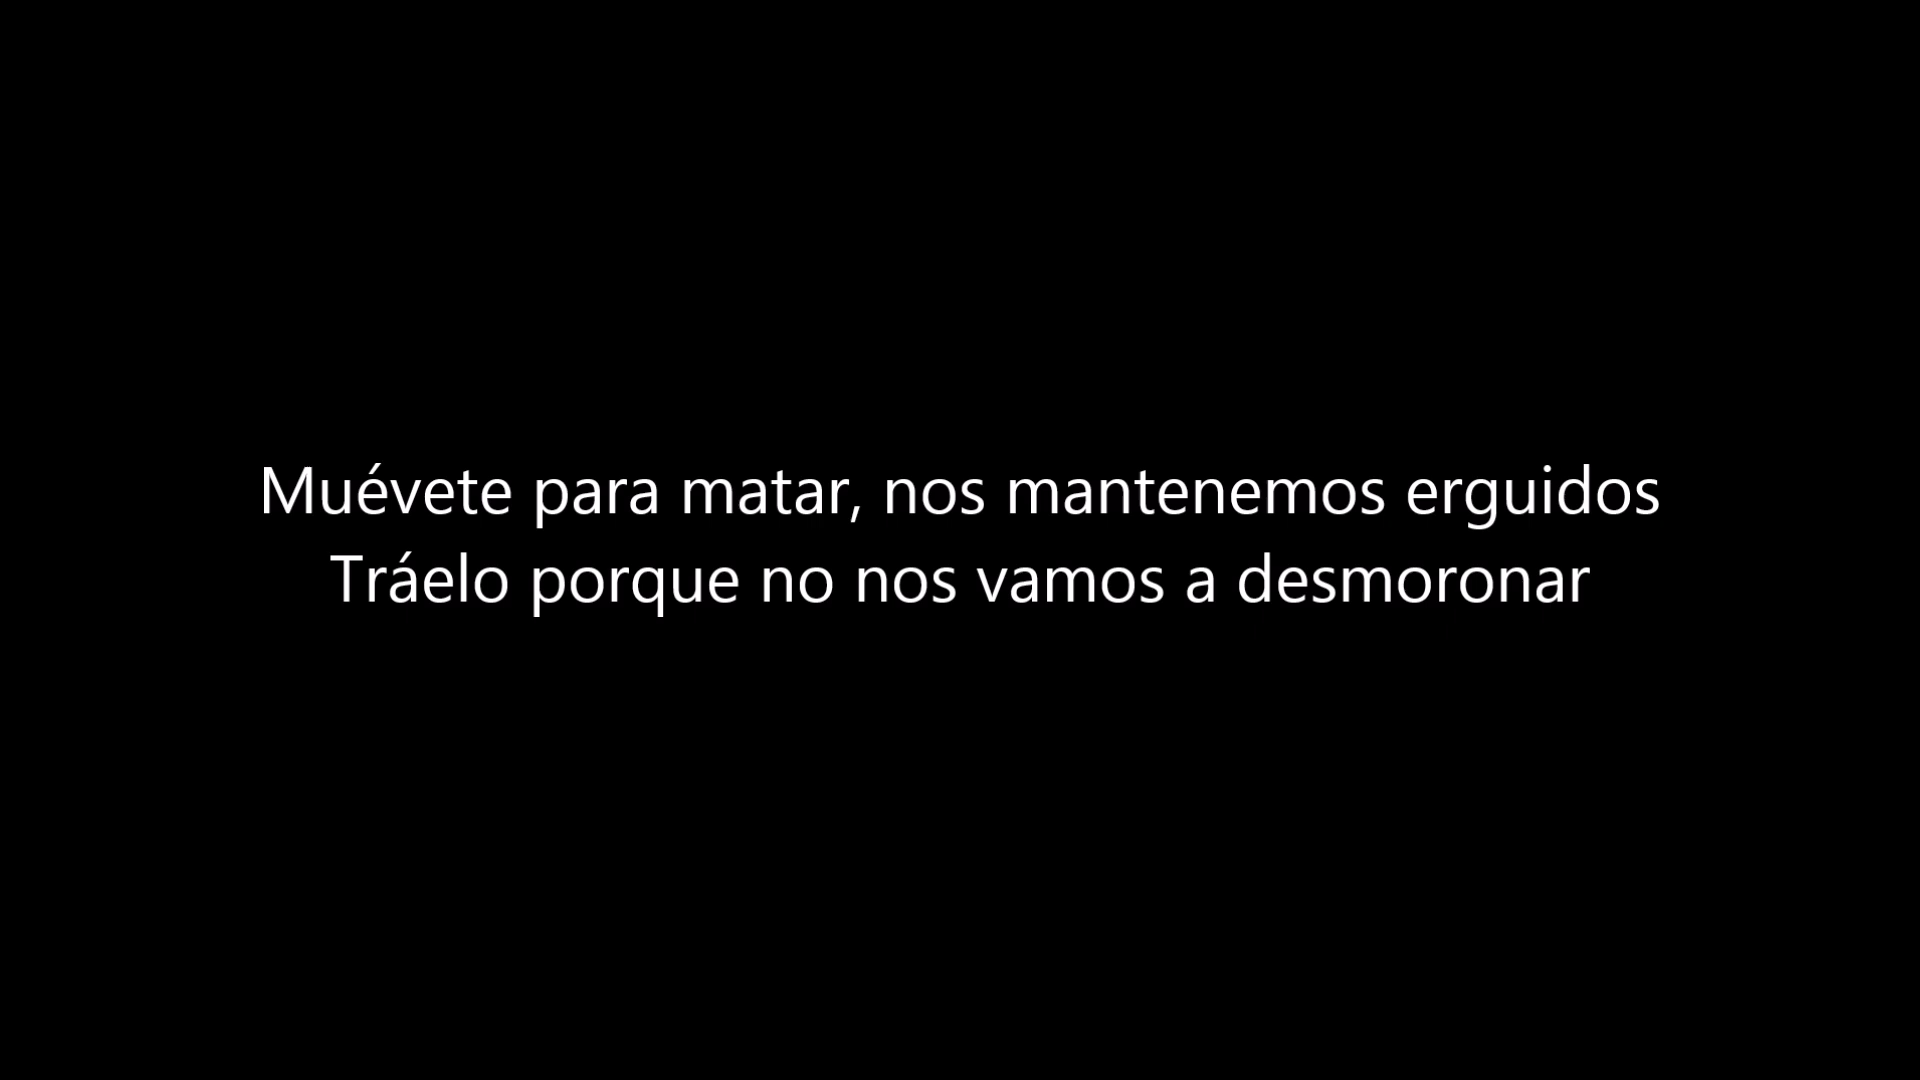 Muévete para matar, nos mantenemos erguidos
Tráelo porque no nos vamos a desmoronar